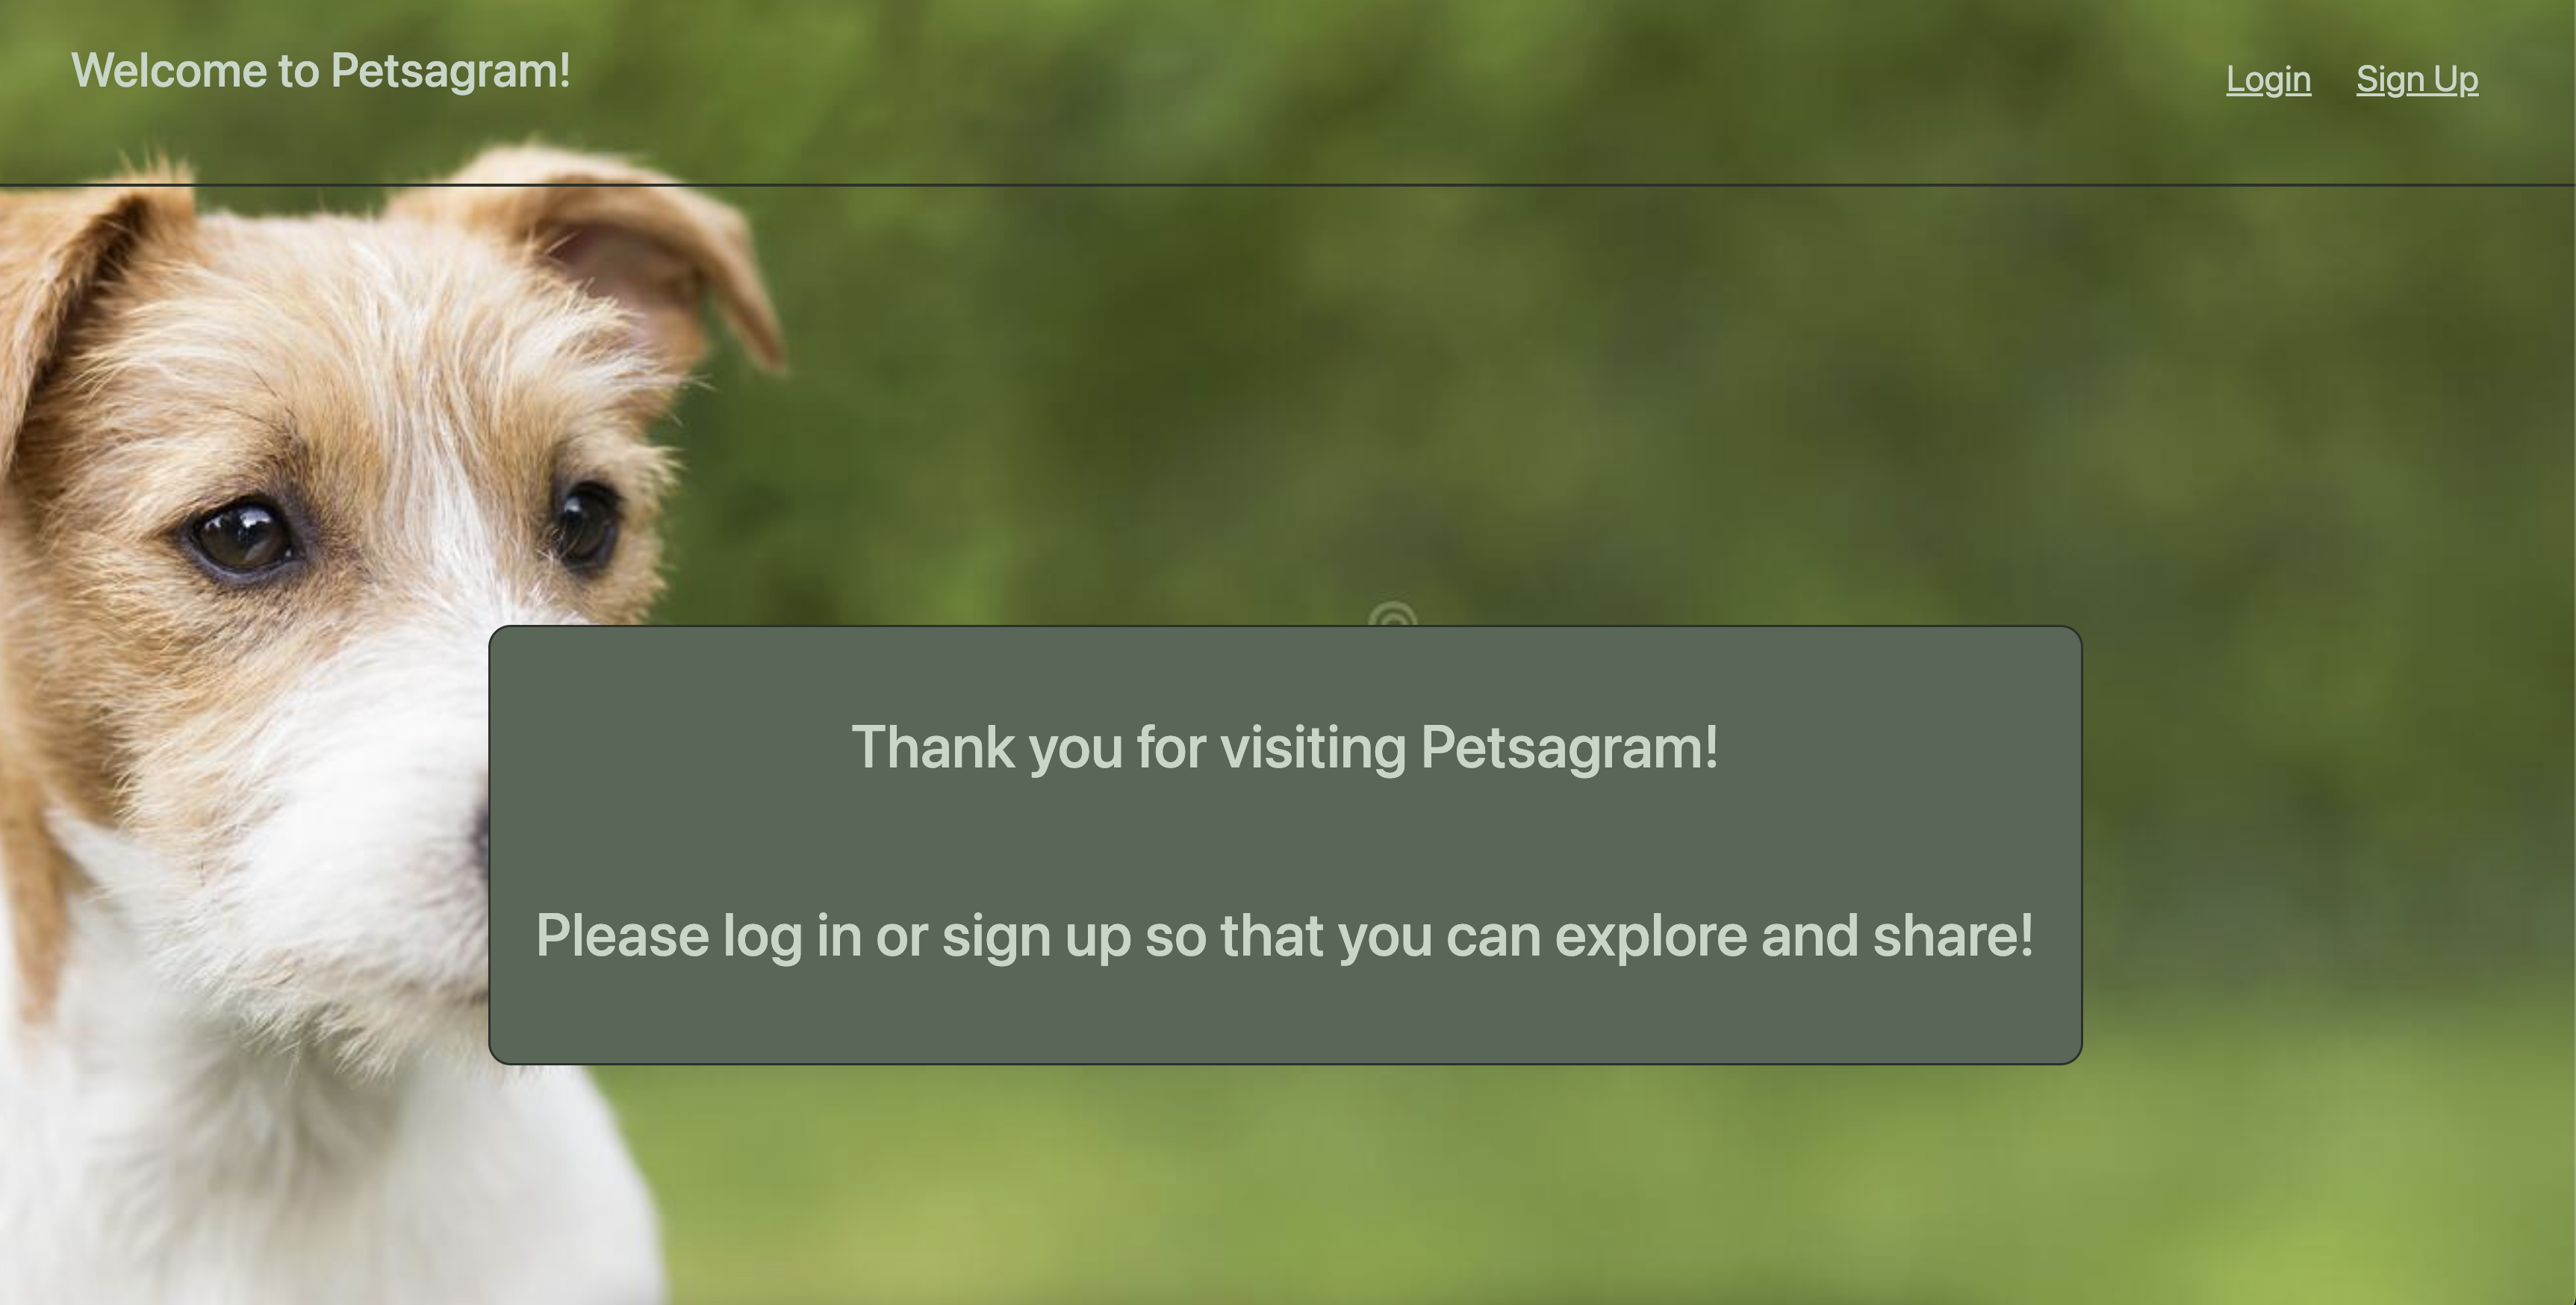 Welcome to Petsagram!
Login Sign Up
Thank you for visiting Petsagram!
Please log in or sign up so that you can explore and share!